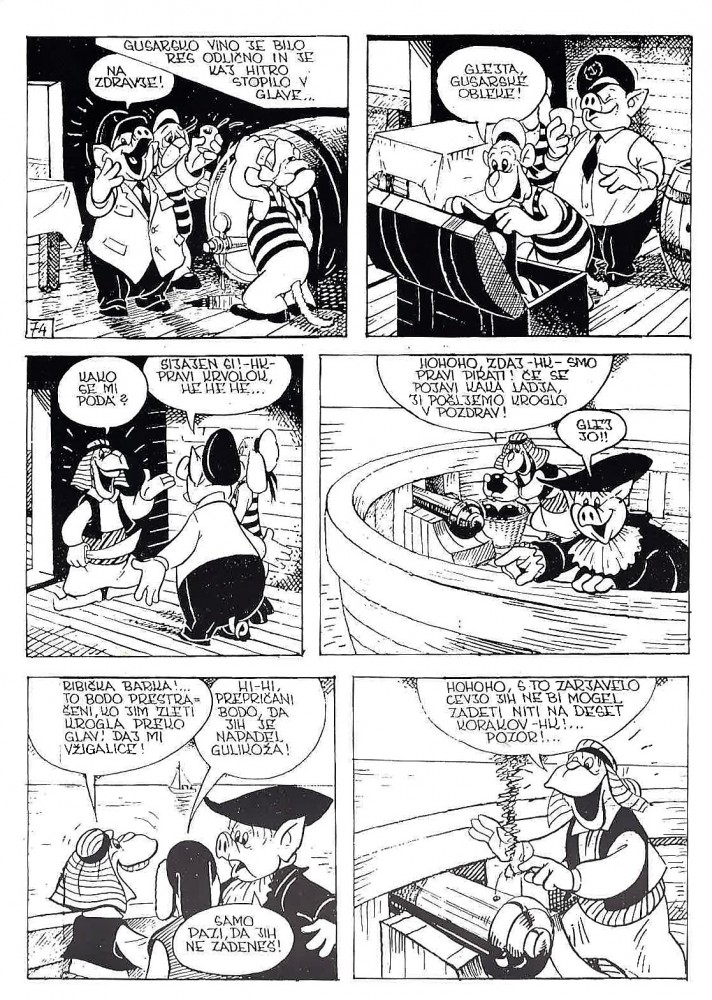 GUSARSKO VINO JE BILO
RES ODLIČNO IN JE
KAJ HITRO
STOPILO V
GLAVE...
NA
ZDRAVJE!
74
GLEJTA,
GUSARSKE
OBLEKE!
KAKO
SE MI
PODA?
SIJAJEN SI!-HK-
PRAVI KRVOLOK,
HE HE HE...
HOHOHO, ZDAJ -HK- SMO
PRAVI PIRATI! ČE SE
POJAVI KAKA LADJA,
JI POŠLJEMO KROGLO
V POZDRAV!
GLEJ
JO!!
RIBIŠKA BARKA!...
TO BODO PRESTRA=
ŠENI, KO JIM ZLETI
KROGLA PREKO
GLAV! DAJ MI
VŽIGALICE!
HI-HI,
PREPRIČANI
BODO, DA
JIH JE
NAPADEL
GULIKOŽA!
SAMO
PAZI, DA JIH
NE ZADENEŠ!
HOHOHO, S TO ZARJAVELO
CEVJO JIH NE BI MOGEL
ZADETI NITI NA DESET
KORAKOV -HK!...
POZOR!...